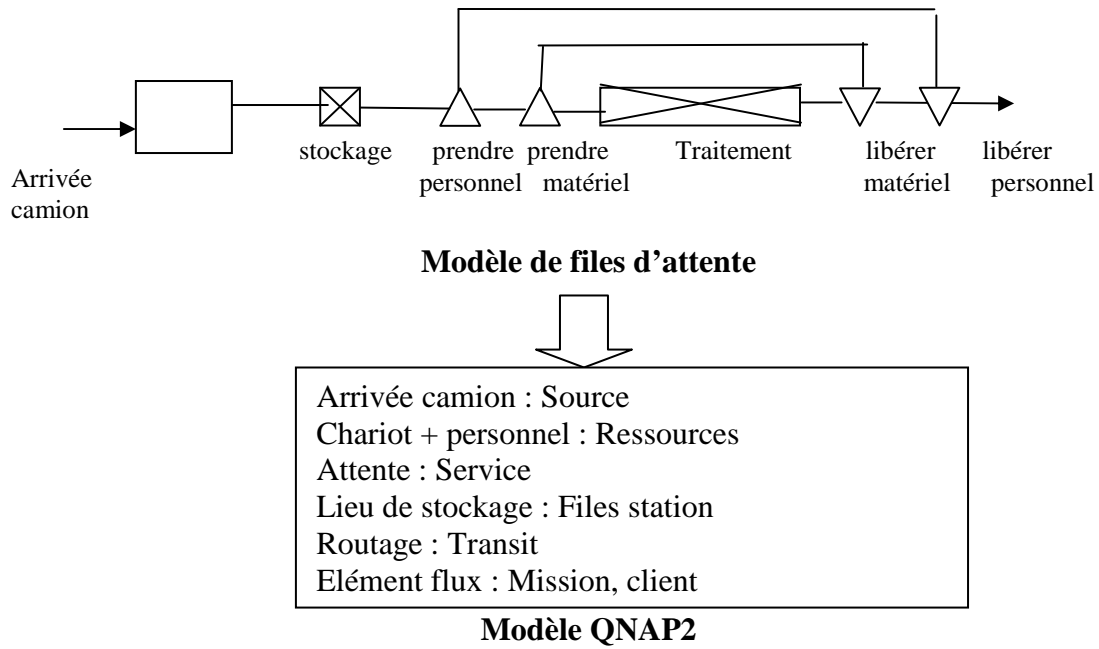 stockage prendre prendre Traitement libérer libérer
personnel matériel matériel personnel
Arrivée
camion
Modèle de files d'attente
Arrivée camion : Source
Chariot + personnel : Ressources
Attente : Service
Lieu de stockage : Files station
Routage : Transit
Elément flux : Mission, client
Modèle QNAP2